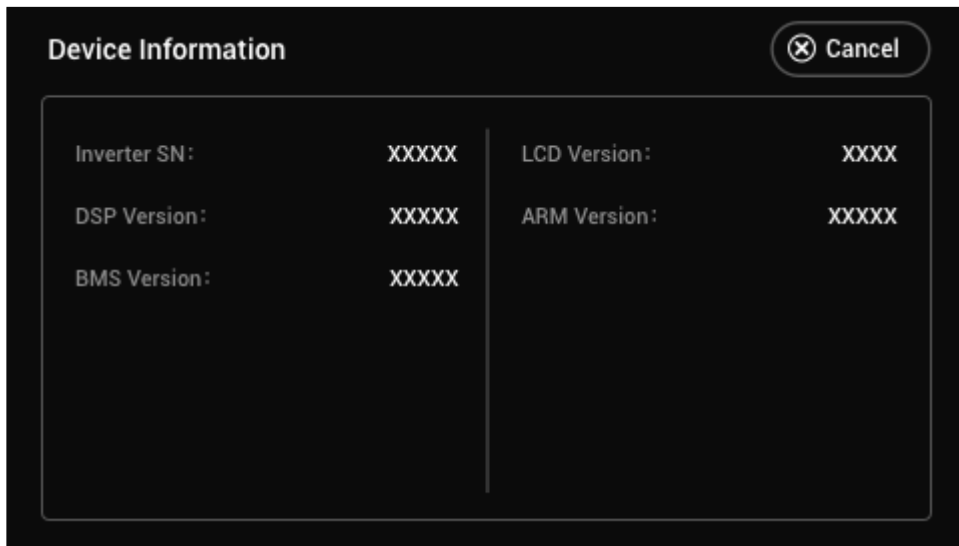 Device Information
Cancel
Inverter SN: XXXXX
DSP Version: XXXXX
BMS Version: XXXXX
LCD Version: XXXX
ARM Version: XXXXX